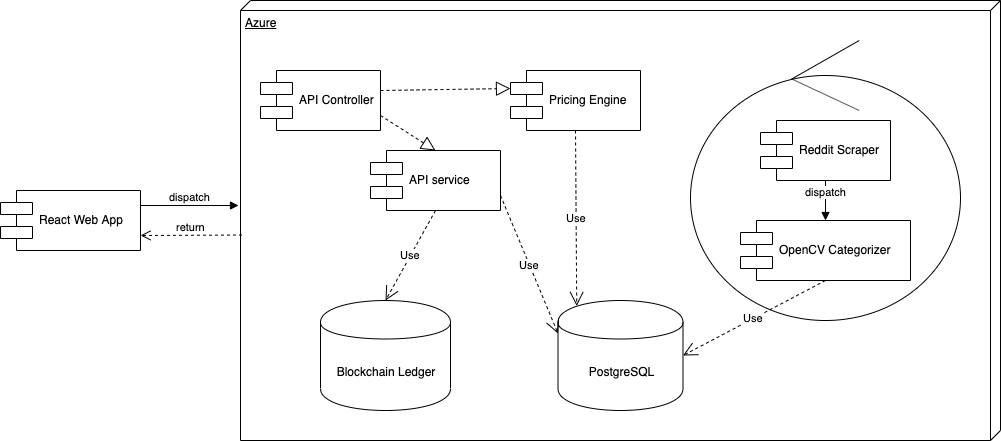 Azure
API Controller
Pricing Engine
Reddit Scraper
API service
dispatch
dispatch
React Web App
Use
return
OpenCV Categorizer
Use
Use
Use
Blockchain Ledger
PostgreSQL